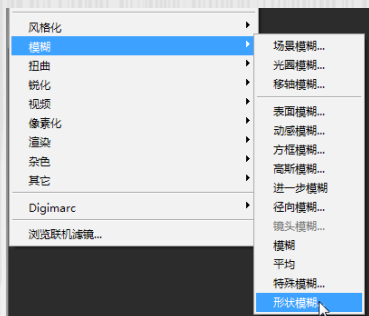 风格化
模糊
扭曲
锐化
视频
像素化
渲染
杂色
其它
Digimarc
浏览联机滤镜...
场景模糊...
光圈模糊...
移轴模糊...
表面模糊...
动感模糊...
方框模糊...
高斯模糊...
进一步模糊
径向模糊...
镜头模糊...
模糊
平均
特殊模糊...
形状模糊...